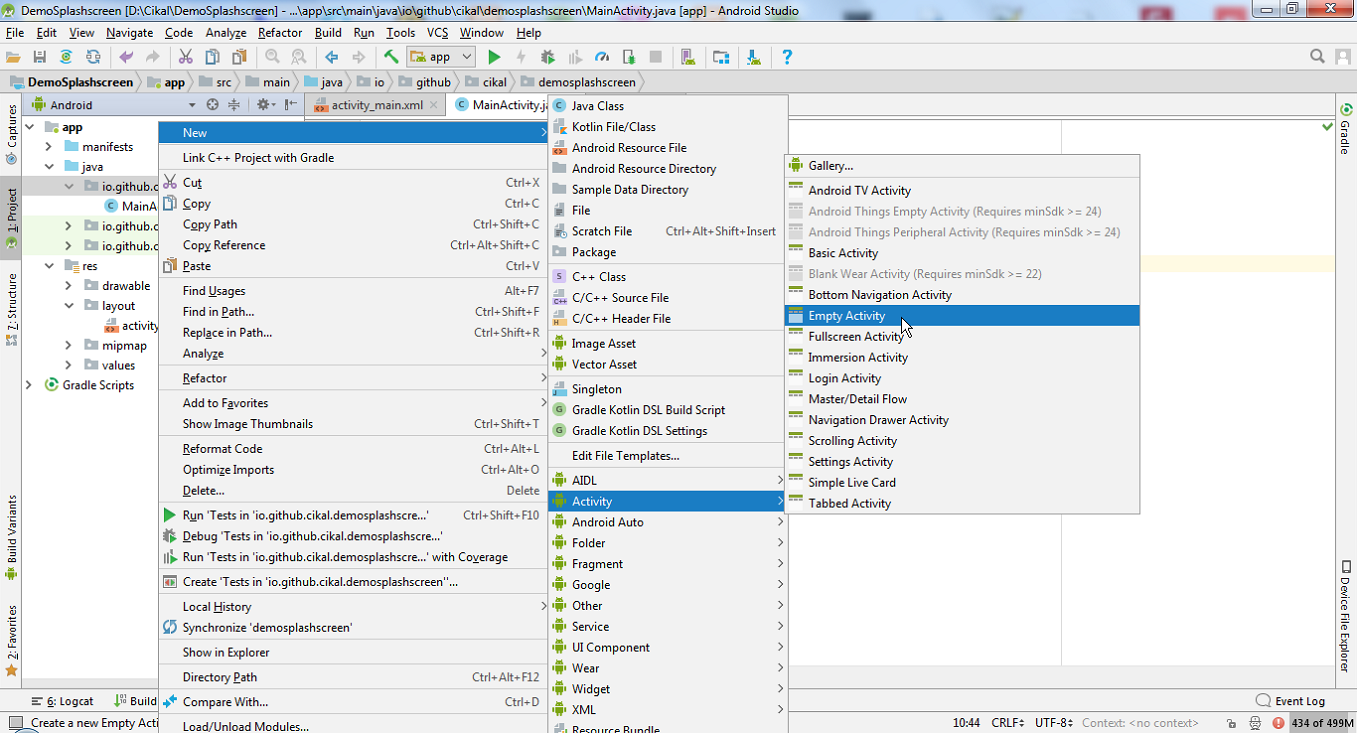 DemoSplashscreen [D:\Cikal\DemoSplashscreen] - ...\app\src\main\java\io\github\cikal\demosplashscreen\MainActivity.java [app] - Android Studio
File Edit View Navigate Code Analyze Refactor Build Run Tools VCS Window Help
app
DemoSplashscreen app src main java io github cikal demosplashscreen
Android
activity_main.xml
MainActivity.ja
Captures
1: Project
Z: Structure
Build Variants
2: Favorites
app
manifests
java
io.github.c
MainA
io.github.c
io.github.c
res
drawable
layout
activity
mipmap
values
Gradle Scripts
New
Link C++ Project with Gradle
Cut Ctrl+X
Copy Ctrl+C
Copy Path Ctrl+Shift+C
Copy Reference Ctrl+Alt+Shift+C
Paste Ctrl+V
Find Usages Alt+F7
Find in Path... Ctrl+Shift+F
Replace in Path... Ctrl+Shift+R
Analyze
Refactor
Add to Favorites
Show Image Thumbnails Ctrl+Shift+T
Reformat Code Ctrl+Alt+L
Optimize Imports Ctrl+Alt+O
Delete... Delete
Run 'Tests in 'io.github.cikal.demosplashscre...' Ctrl+Shift+F10
Debug 'Tests in 'io.github.cikal.demosplashscre...'
Run 'Tests in 'io.github.cikal.demosplashscre...' with Coverage
Create 'Tests in 'io.github.cikal.demosplashscreen''...
Local History
Synchronize 'demosplashscreen'
Show in Explorer
Directory Path Ctrl+Alt+F12
Compare With... Ctrl+D
Load/Unload Modules...
Java Class
Kotlin File/Class
Android Resource File
Android Resource Directory
Sample Data Directory
File
Scratch File Ctrl+Alt+Shift+Insert
Package
C++ Class
C/C++ Source File
C/C++ Header File
Image Asset
Vector Asset
Singleton
Gradle Kotlin DSL Build Script
Gradle Kotlin DSL Settings
Edit File Templates...
AIDL
Activity
Android Auto
Folder
Fragment
Google
Other
Service
UI Component
Wear
Widget
XML
Resource Bundle
Gallery...
Android TV Activity
Android Things Empty Activity (Requires minSdk >= 24)
Android Things Peripheral Activity (Requires minSdk >= 24)
Basic Activity
Blank Wear Activity (Requires minSdk >= 22)
Bottom Navigation Activity
Empty Activity
Fullscreen Activity
Immersion Activity
Login Activity
Master/Detail Flow
Navigation Drawer Activity
Scrolling Activity
Settings Activity
Simple Live Card
Tabbed Activity
Gradle
Device File Explorer
6: Logcat Build Event Log
Create a new Empty Acti 10:44 CRLF UTF-8 Context: <no context> 434 of 499M